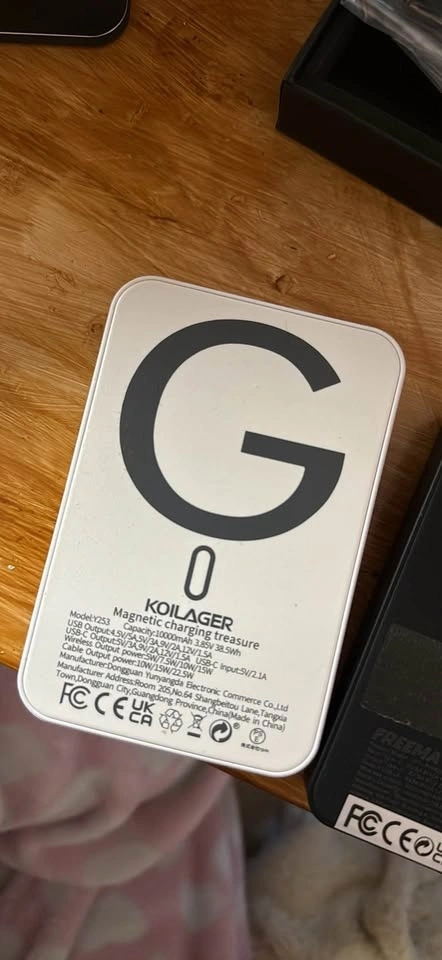 G
KOILAGER
Magnetic charging treasure
Model:Y253 Capacity:10000mAh 3.85V 38.5Wh
USB Output:4.5V/5A,5V/3A,9V/2A,12V/1.5A
USB-C Output:5V/3A,9V/2A,12V/1.5A USB-C Input:5V/2.1A
Wireless Output power:5W/7.5W/10W/15W
Cable Output power:10W/15W/22.5W
Manufacturer:Dongguan Yunyangda Electronic Commerce Co.,Ltd
Manufacturer Address:Room 205,No.64 Shangbeitou Lane,Tangxia
Town,Dongguan City,Guangdong Province,China(Made in China)
FC CE UK
CA
FC CE